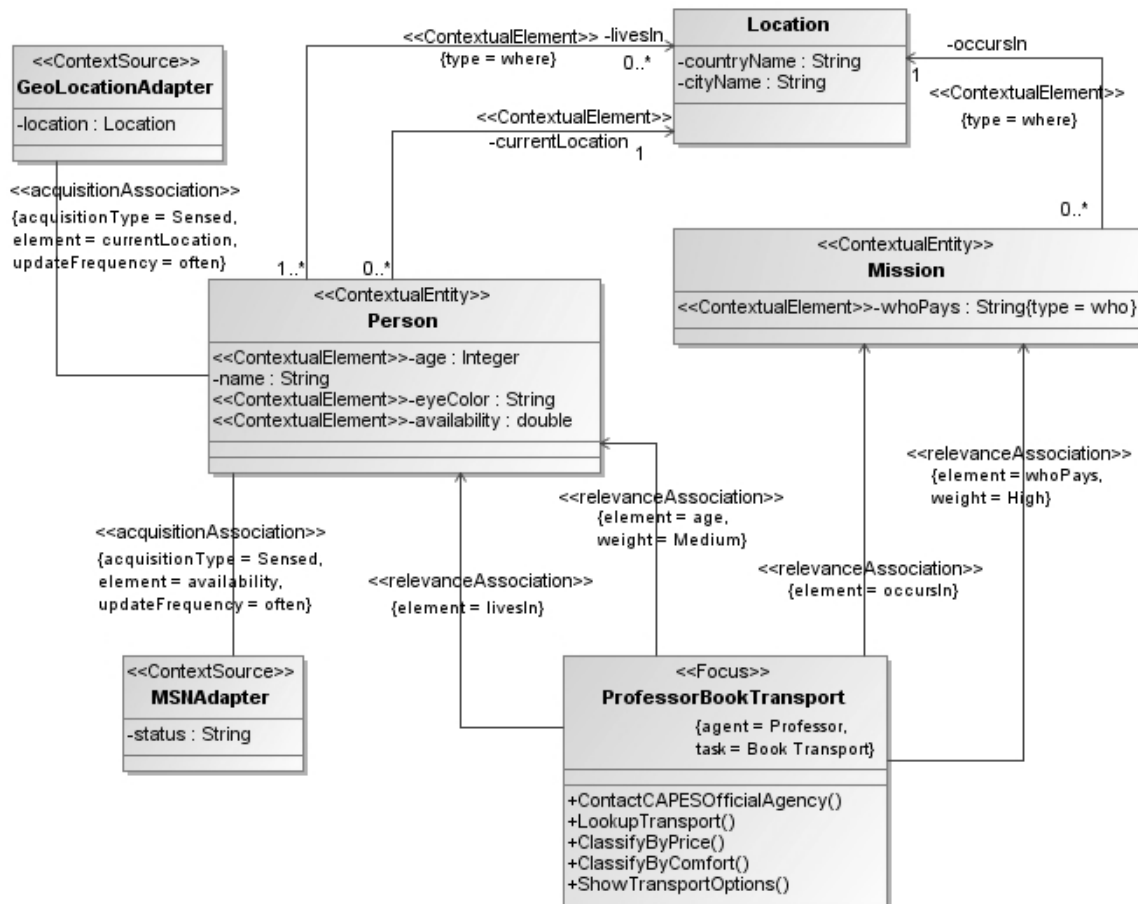 <<ContextSource>>
GeoLocationAdapter
-location : Location
<<ContextualElement>> -livesIn
{type = where}
0..*
Location
-countryName : String
-cityName : String
-occursIn
1
<<ContextualElement>>
{type = where}
<<ContextualElement>>
-currentLocation
1
<<acquisitionAssociation>>
{acquisitionType = Sensed,
element = currentLocation,
updateFrequency = often}
1..*
0..*
0..*
<<ContextualEntity>>
Mission
<<ContextualElement>>-whoPays : String{type = who}
<<ContextualEntity>>
Person
<<ContextualElement>>-age : Integer
-name : String
<<ContextualElement>>-eyeColor : String
<<ContextualElement>>-availability : double
<<acquisitionAssociation>>
{acquisitionType = Sensed,
element = availability,
updateFrequency = often}
<<relevanceAssociation>>
{element = age,
weight = Medium}
<<relevanceAssociation>>
{element = whoPays,
weight = High}
<<relevanceAssociation>>
{element = livesIn}
<<relevanceAssociation>>
{element = occursIn}
<<ContextSource>>
MSNAdapter
-status : String
<<Focus>>
ProfessorBookTransport
{agent = Professor,
task = Book Transport}
+ContactCAPESOfficialAgency()
+LookupTransport()
+ClassifyByPrice()
+ClassifyByComfort()
+ShowTransportOptions()